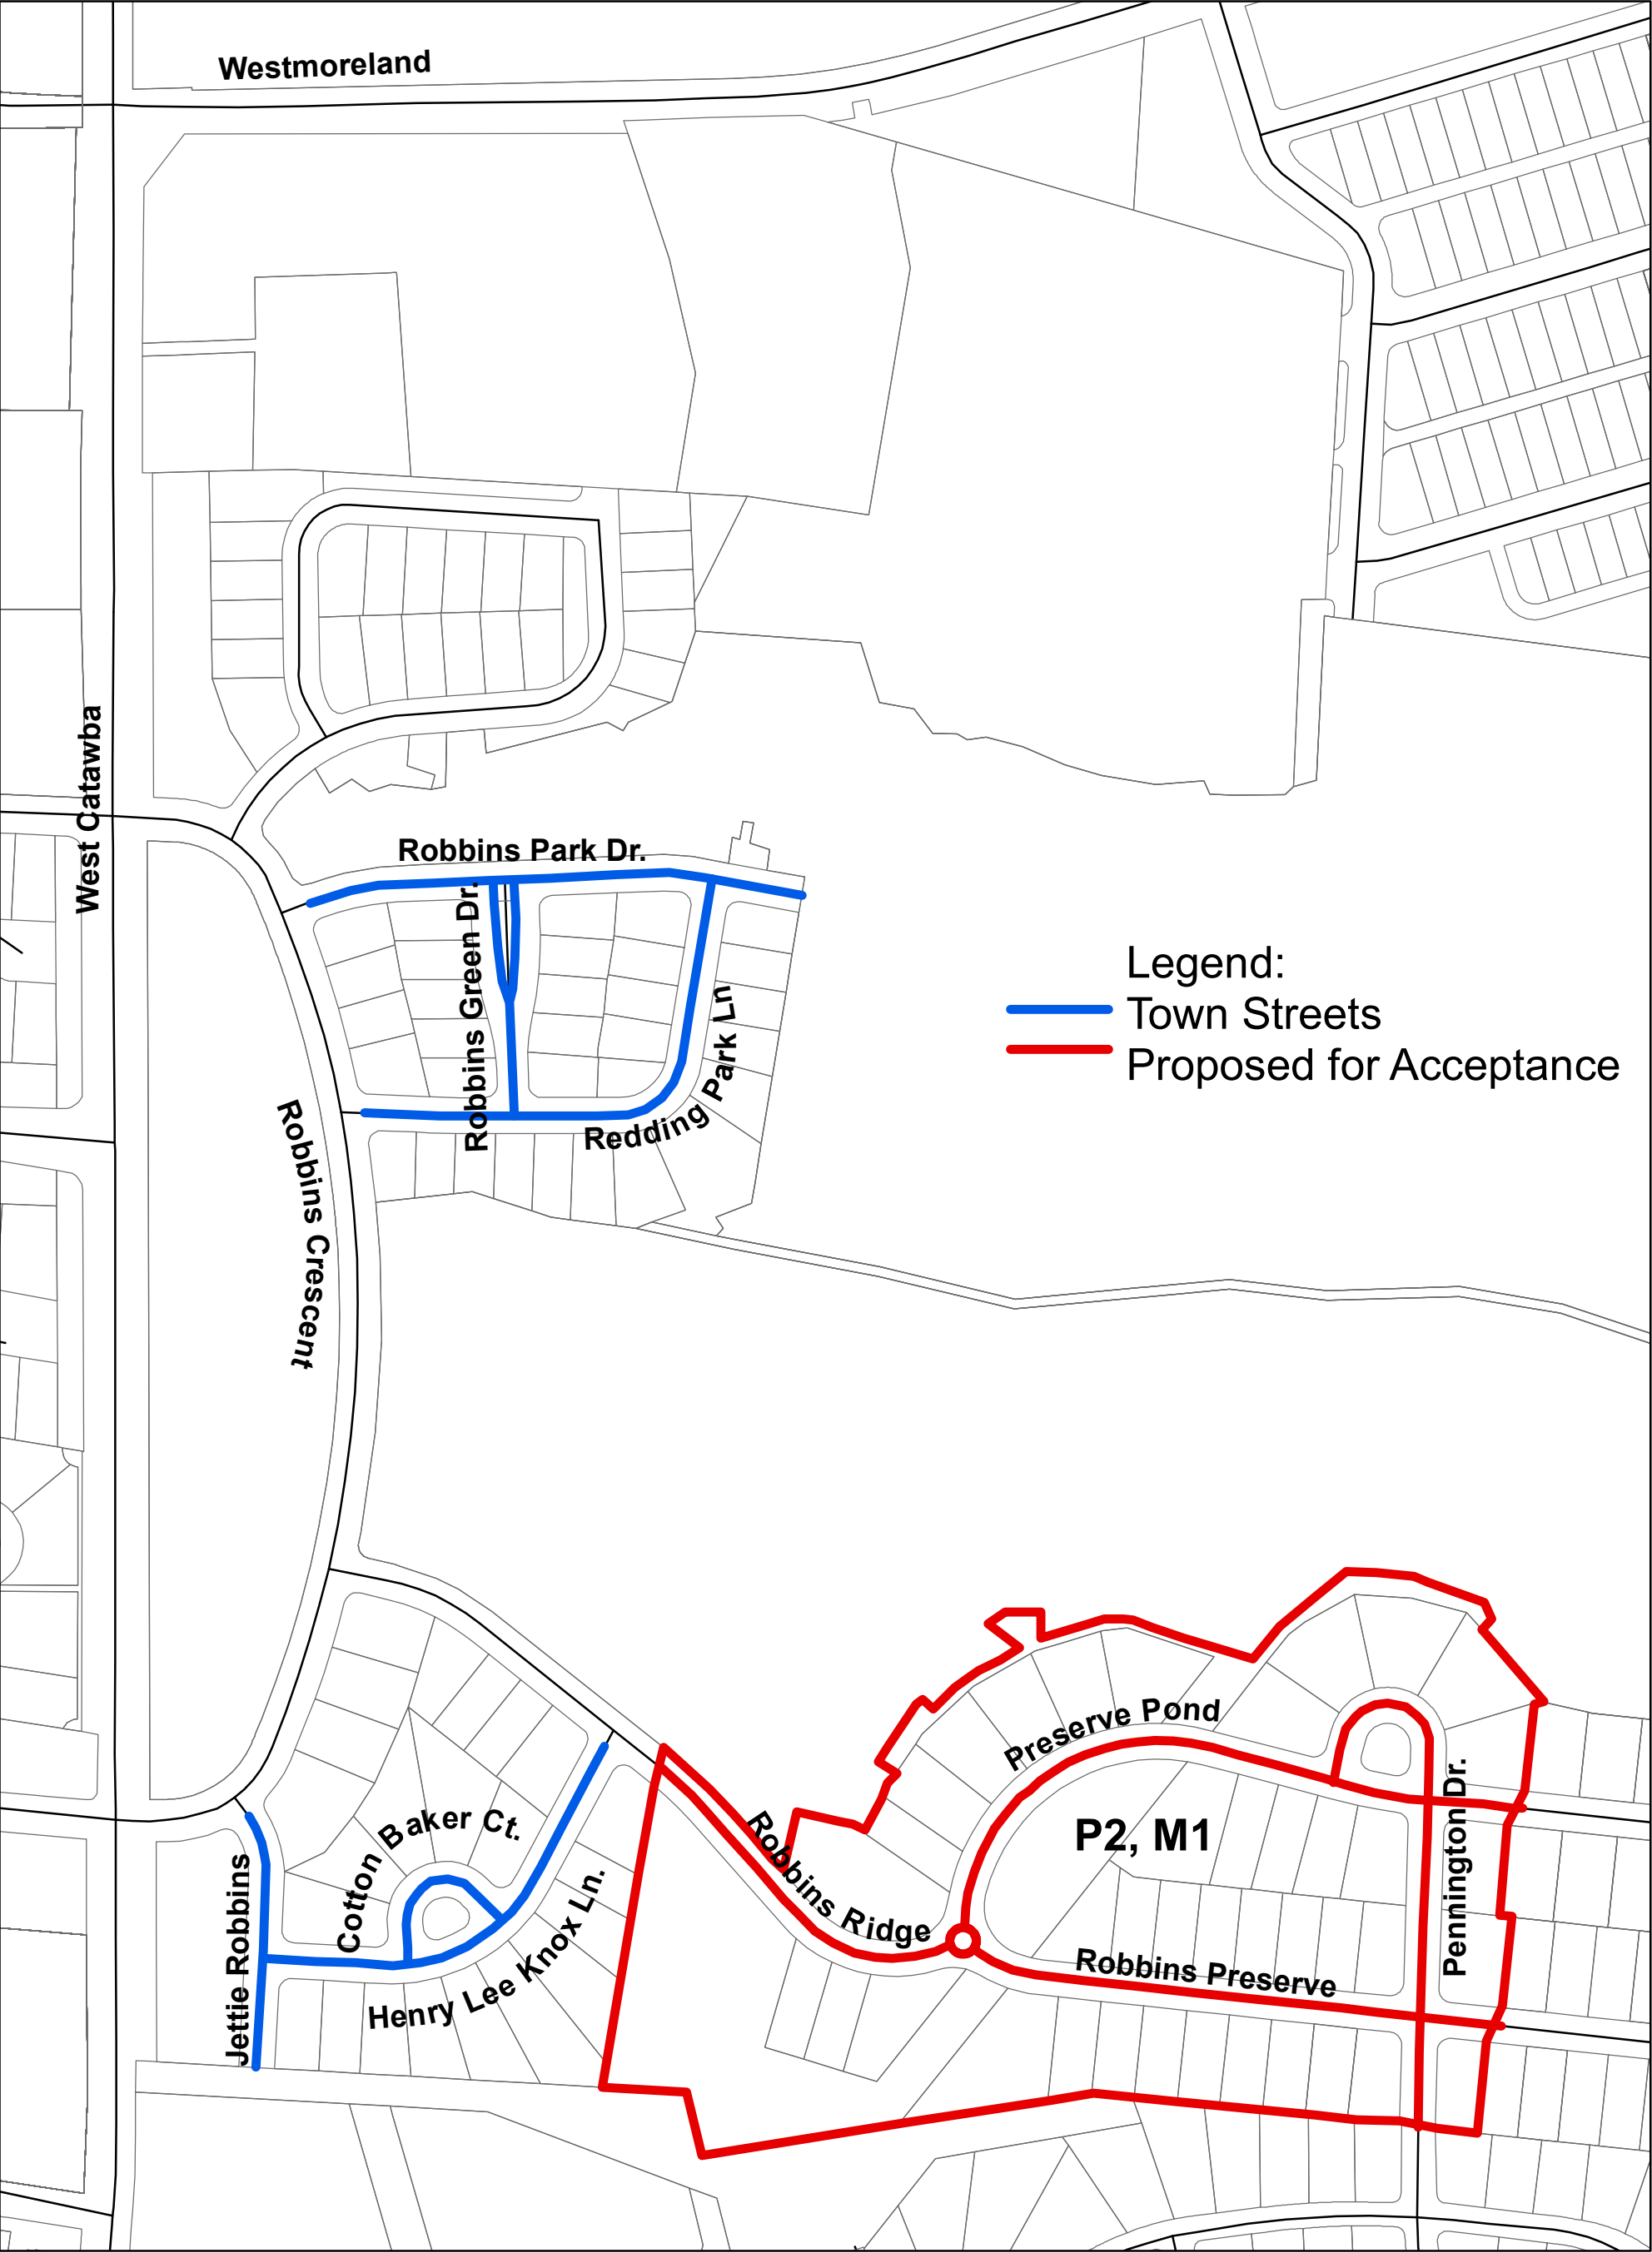 Westmoreland
West Catawba
Robbins Park Dr.
Robbins Green Dr.
Redding Park Ln
Legend:
Town Streets
Proposed for Acceptance
Robbins Crescent
Preserve Pond
Robbins Ridge
P2, M1
Pennington Dr.
Robbins Preserve
Cotton Baker Ct.
Jettie Robbins
Henry Lee Knox Ln.